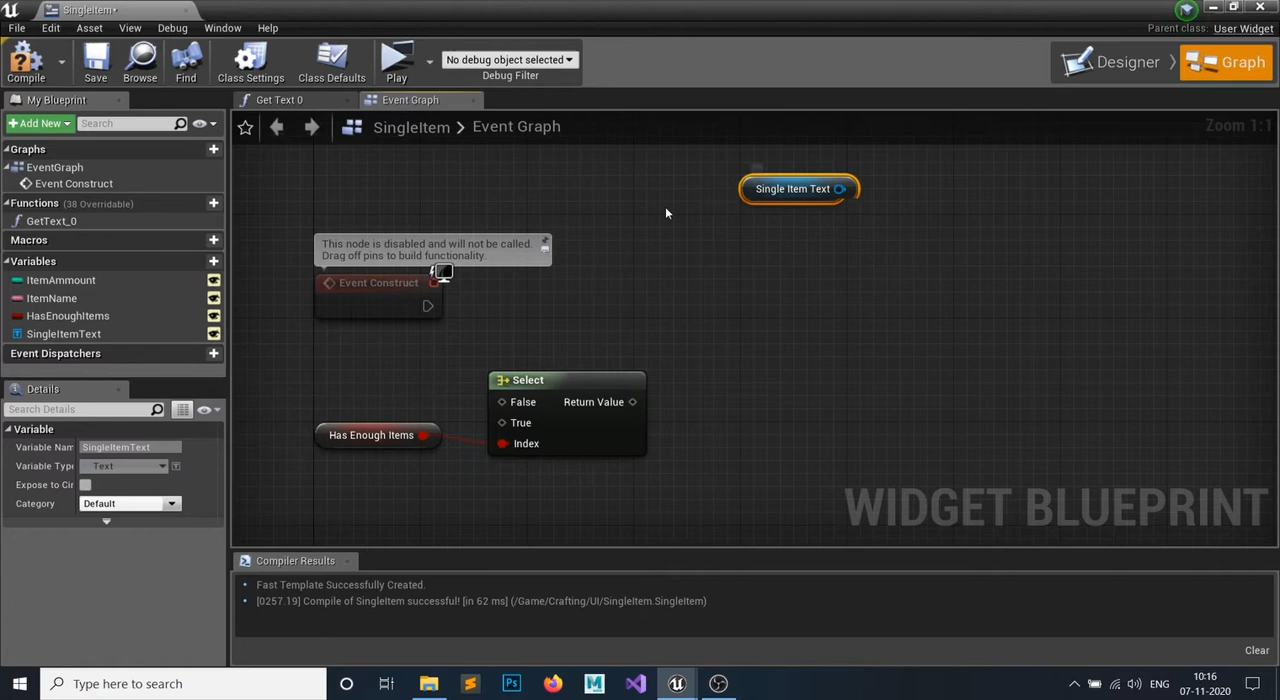 SingleItem*
File Edit Asset View Debug Window Help
Parent class: User Widget
Compile Save Browse Find Class Settings Class Defaults Play
No debug object selected
Debug Filter
Designer Graph
My Blueprint
Get Text 0
Event Graph
Add New
Search
SingleItem > Event Graph
Zoom 1:1
Graphs
EventGraph
Event Construct
Functions (38 Overridable)
GetText_0
Macros
Variables
ItemAmmount
ItemName
HasEnoughItems
SingleItemText
Event Dispatchers
Single Item Text
This node is disabled and will not be called.
Drag off pins to build functionality.
Event Construct
Select
False Return Value
True
Index
Has Enough Items
WIDGET BLUEPRINT
Details
Search Details
Variable
Variable Nam SingleItemText
Variable Type Text
Expose to Cin
Category Default
Compiler Results
Fast Template Successfully Created.
[0257.19] Compile of SingleItem successful! [in 62 ms] (/Game/Crafting/UI/SingleItem.SingleItem)
Clear
Type here to search
Ps
M
ENG
10:16
07-11-2020